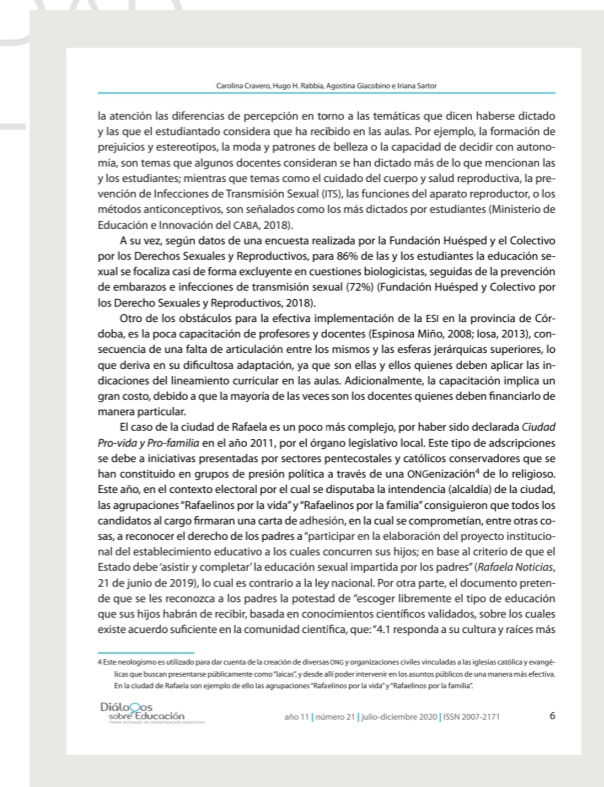 Carolina Cravero, Hugo H. Rabbia, Agostina Giacobino e Iriana Sartor
la atención las diferencias de percepción en torno a las temáticas que dicen haberse dictado
y las que el estudiantado considera que ha recibido en las aulas. Por ejemplo, la formación de
prejuicios y estereotipos, la moda y patrones de belleza o la capacidad de decidir con autono-
mía, son temas que algunos docentes consideran se han dictado más de lo que mencionan las
y los estudiantes; mientras que temas como el cuidado del cuerpo y salud reproductiva, la pre-
vención de Infecciones de Transmisión Sexual (ITS), las funciones del aparato reproductor, o los
métodos anticonceptivos, son señalados como los más dictados por estudiantes (Ministerio de
Educación e Innovación del CABA, 2018).
A su vez, según datos de una encuesta realizada por la Fundación Huésped y el Colectivo
por los Derechos Sexuales y Reproductivos, para 86% de las y los estudiantes la educación se-
xual se focaliza casi de forma excluyente en cuestiones biologicistas, seguidas de la prevención
de embarazos e infecciones de transmisión sexual (72%) (Fundación Huésped y Colectivo por
los Derecho Sexuales y Reproductivos, 2018).
Otro de los obstáculos para la efectiva implementación de la ESI en la provincia de Cór-
doba, es la poca capacitación de profesores y docentes (Espinosa Miño, 2008; Iosa, 2013), con-
secuencia de una falta de articulación entre los mismos y las esferas jerárquicas superiores, lo
que deriva en su dificultosa adaptación, ya que son ellas y ellos quienes deben aplicar las in-
dicaciones del lineamiento curricular en las aulas. Adicionalmente, la capacitación implica un
gran costo, debido a que la mayoría de las veces son los docentes quienes deben financiarlo de
manera particular.
El caso de la ciudad de Rafaela es un poco más complejo, por haber sido declarada Ciudad
Pro-vida y Pro-familia en el año 2011, por el órgano legislativo local. Este tipo de adscripciones
se debe a iniciativas presentadas por sectores pentecostales y católicos conservadores que se
han constituido en grupos de presión política a través de una ONGenización4 de lo religioso.
Este año, en el contexto electoral por el cual se disputaba la intendencia (alcaldía) de la ciudad,
las agrupaciones “Rafaelinos por la vida” y “Rafaelinos por la familia” consiguieron que todos los
candidatos al cargo firmaran una carta de adhesión, en la cual se comprometían, entre otras co-
sas, a reconocer el derecho de los padres a “participar en la elaboración del proyecto institucio-
nal del establecimiento educativo a los cuales concurren sus hijos; en base al criterio de que el
Estado debe ‘asistir y completar’ la educación sexual impartida por los padres” (Rafaela Noticias,
21 de junio de 2019), lo cual es contrario a la ley nacional. Por otra parte, el documento preten-
de que se les reconozca a los padres la potestad de “escoger libremente el tipo de educación
que sus hijos habrán de recibir, basada en conocimientos científicos validados, sobre los cuales
existe acuerdo suficiente en la comunidad científica, que: “4.1 responda a su cultura y raíces más
4 Este neologismo es utilizado para dar cuenta de la creación de diversas ONG y organizaciones civiles vinculadas a las iglesias católica y evangé-
licas que buscan presentarse públicamente como “laicas”, y desde allí poder intervenir en los asuntos públicos de una manera más efectiva.
En la ciudad de Rafaela son ejemplo de ello las agrupaciones “Rafaelinos por la vida” y “Rafaelinos por la familia”.
Diálogos
sobre Educación
año 11 | número 21 | julio-diciembre 2020 | ISSN 2007-2171
6